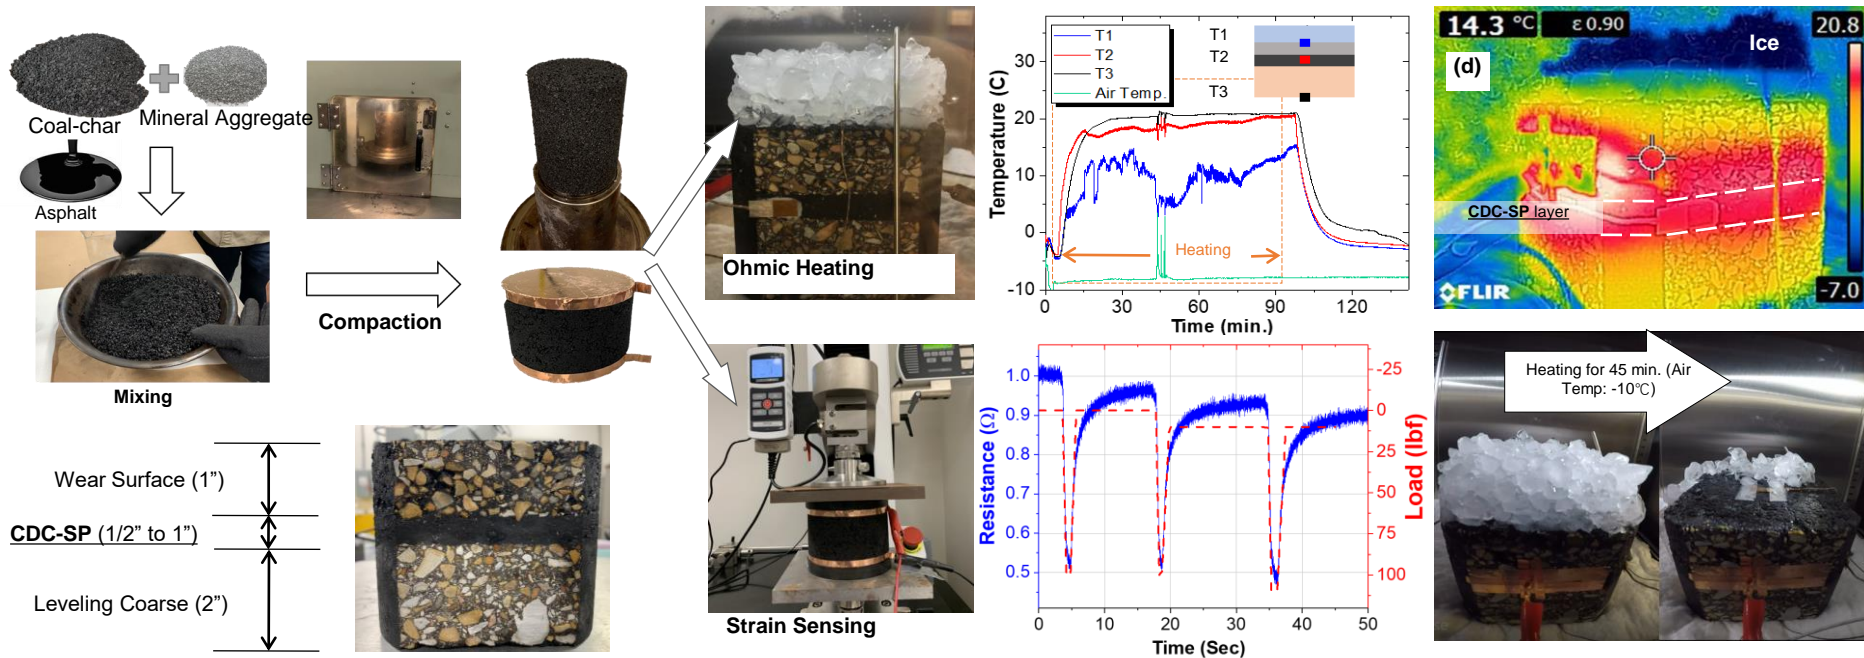 Coal-char
Mineral Aggregate
Asphalt
Mixing
Compaction
Wear Surface (1”)
CDC-SP (1/2” to 1”)
Leveling Coarse (2”)
Ohmic Heating
Strain Sensing
T1
T2
T3
Air Temp.
T1
T2
T3
Heating
Temperature (C)
30
20
10
0
-10
0 30 60 90 120
Time (min.)
Resistance (Ω)
1.0
0.9
0.8
0.7
0.6
0.5
-25
0
25
50
75
100
Load (lbf)
0 10 20 30 40 50
Time (Sec)
14.3 °C
ε 0.90
20.8
(d)
Ice
CDC-SP layer
FLIR
-7.0
Heating for 45 min. (Air
Temp: -10℃)